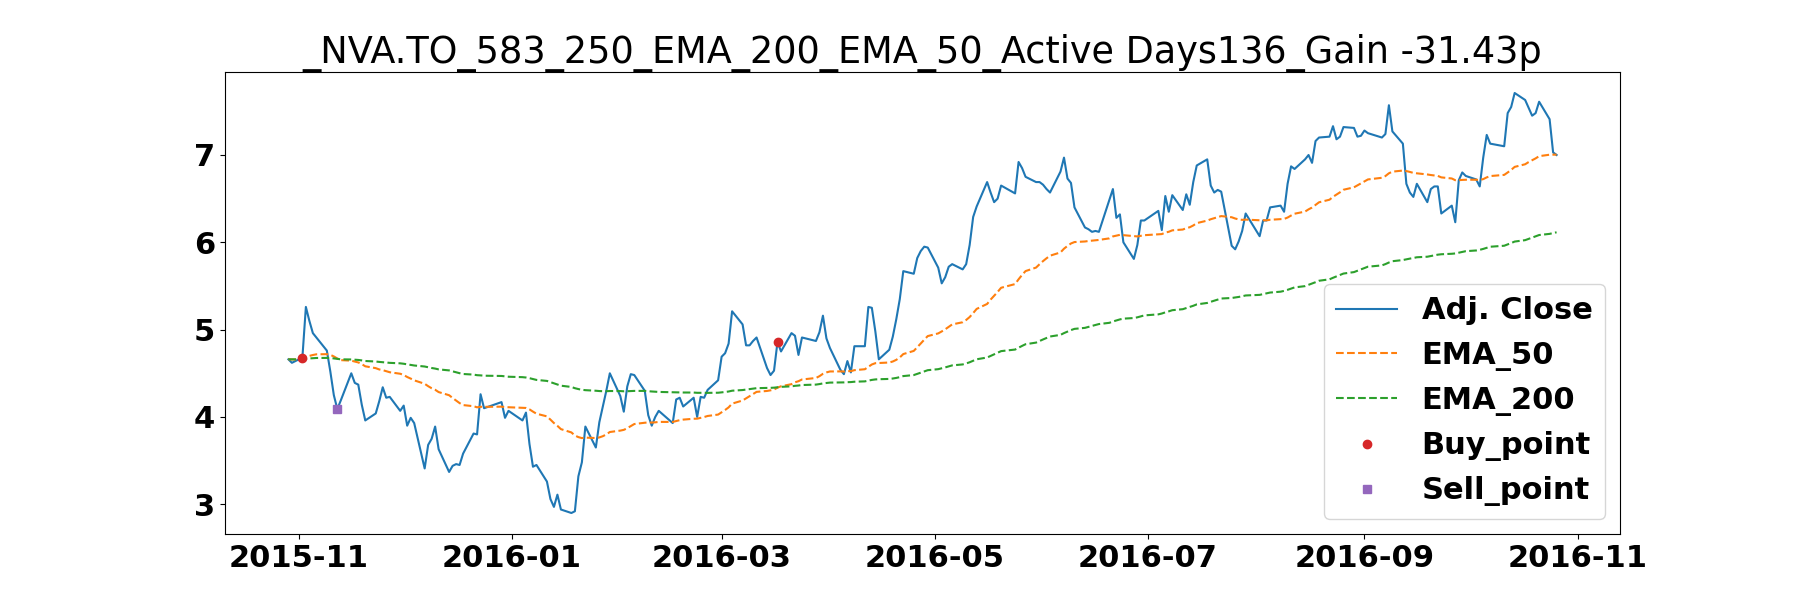 _NVA.TO_583_250_EMA_200_EMA_50_Active Days136_Gain -31.43p
7
6
5
4
3
Adj. Close
EMA_50
EMA_200
Buy_point
Sell_point
2015-11 2016-01 2016-03 2016-05 2016-07 2016-09 2016-11